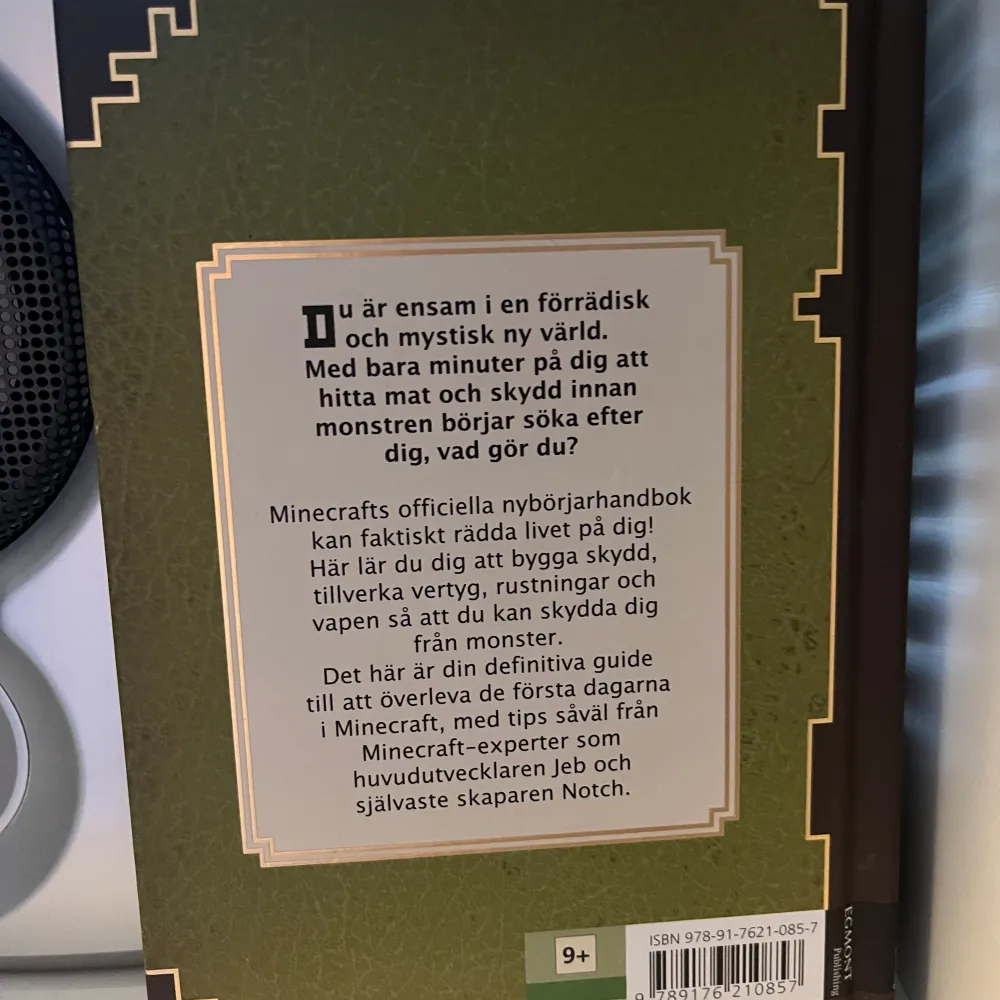 Du är ensam i en förrädisk
och mystisk ny värld.
Med bara minuter på dig att
hitta mat och skydd innan
monstren börjar söka efter
dig, vad gör du?
Minecrafts officiella nybörjarhandbok
kan faktiskt rädda livet på dig!
Här lär du dig att bygga skydd,
tillverka vertyg, rustningar och
vapen så att du kan skydda dig
från monster.
Det här är din definitiva guide
till att överleva de första dagarna
i Minecraft, med tips såväl från
Minecraft-experter som
huvudutvecklaren Jeb och
självaste skaparen Notch.
9+
ISBN 978-91-7621-085-7
9 789176 210857
EGMONT
Publishing